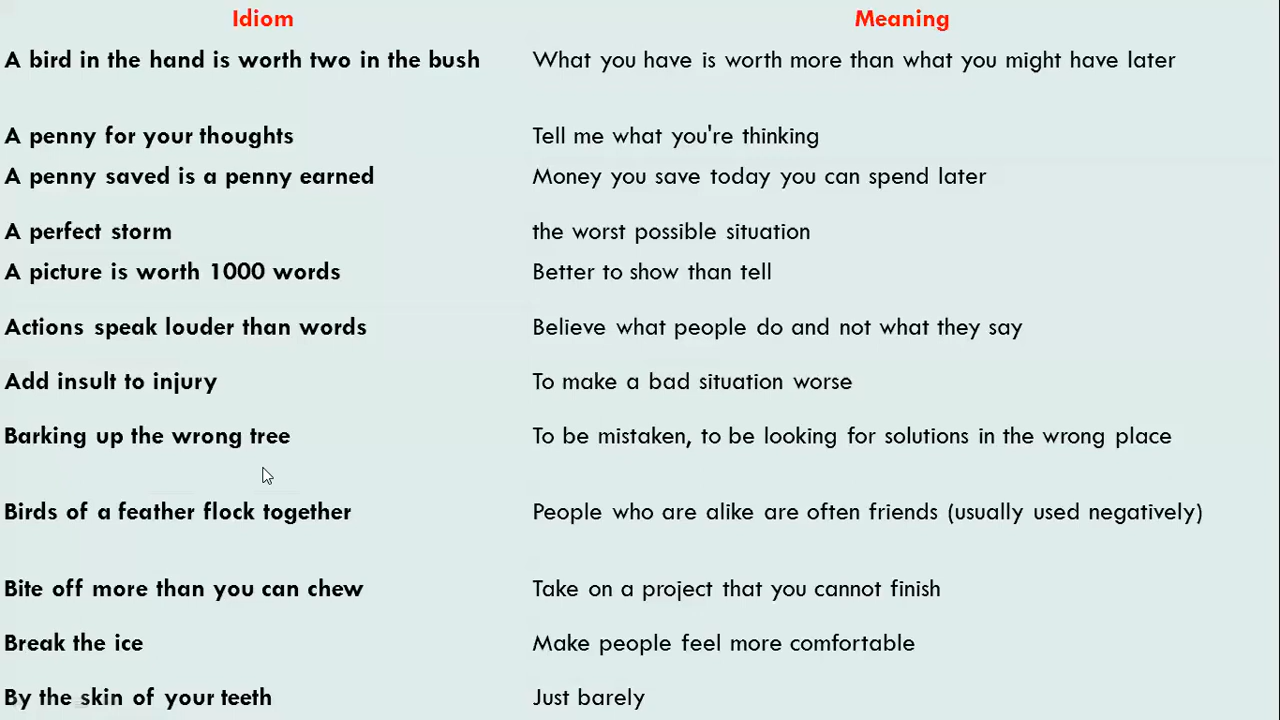 Idiom Meaning
A bird in the hand is worth two in the bush What you have is worth more than what you might have later
A penny for your thoughts Tell me what you're thinking
A penny saved is a penny earned Money you save today you can spend later
A perfect storm the worst possible situation
A picture is worth 1000 words Better to show than tell
Actions speak louder than words Believe what people do and not what they say
Add insult to injury To make a bad situation worse
Barking up the wrong tree To be mistaken, to be looking for solutions in the wrong place
Birds of a feather flock together People who are alike are often friends (usually used negatively)
Bite off more than you can chew Take on a project that you cannot finish
Break the ice Make people feel more comfortable
By the skin of your teeth Just barely